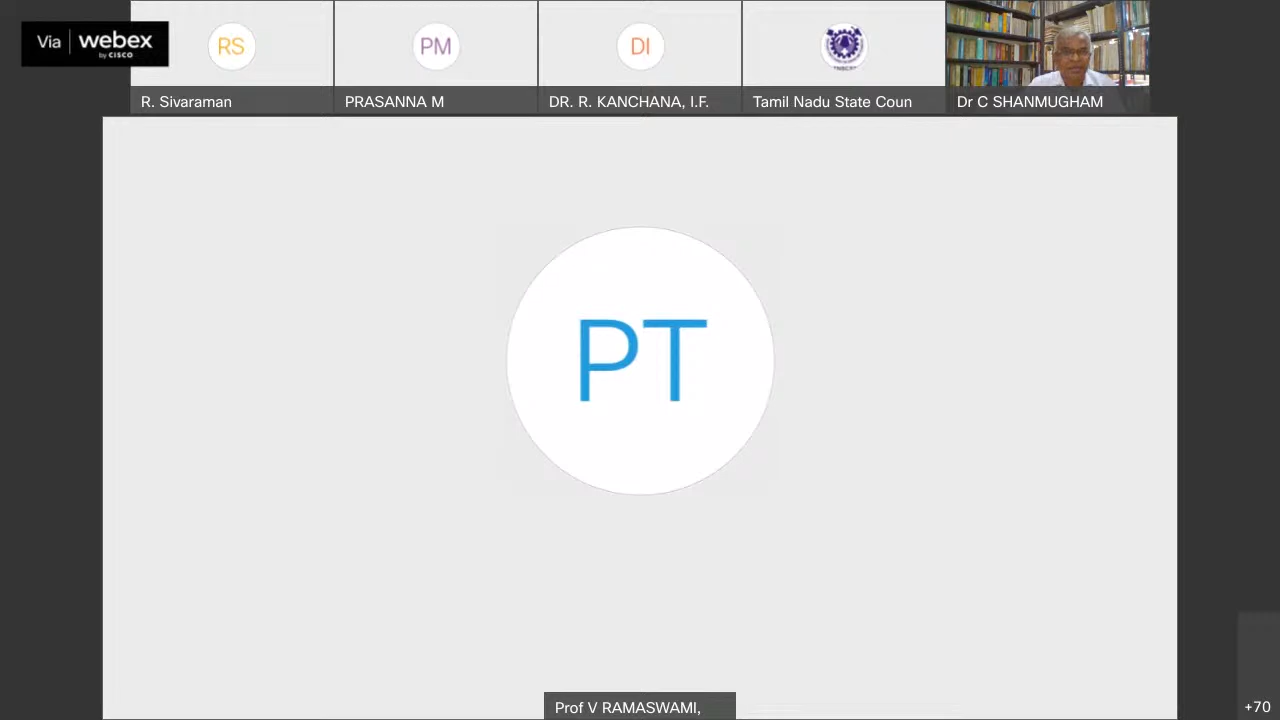 Via webex
by CISCO
RS
PM
DI
R. Sivaraman
PRASANNA M
DR. R. KANCHANA, I.F.
Tamil Nadu State Coun
Dr C SHANMUGHAM
PT
Prof V RAMASWAMI,
+70